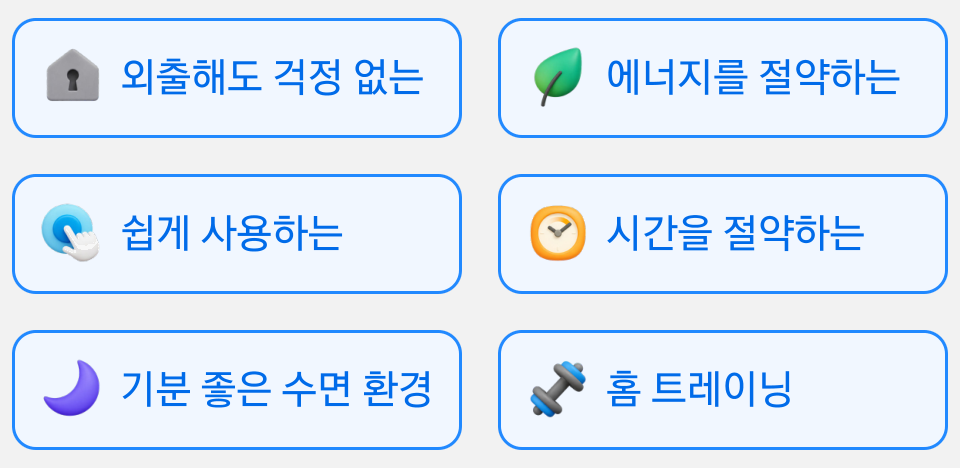 외출해도 걱정 없는
에너지를 절약하는
쉽게 사용하는
시간을 절약하는
기분 좋은 수면 환경
홈 트레이닝